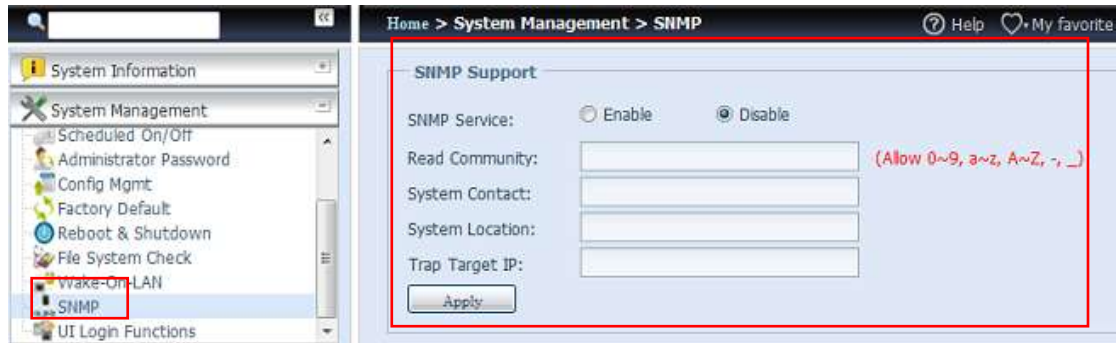 Home > System Management > SNMP
Help
My favorite
System Information
System Management
Scheduled On/Off
Administrator Password
Config Mgmt
Factory Default
Reboot & Shutdown
File System Check
Wake-On-LAN
SNMP
UI Login Functions
SNMP Support
SNMP Service: Enable Disable
Read Community: (Allow 0~9, a~z, A~Z, -, _)
System Contact:
System Location:
Trap Target IP:
Apply